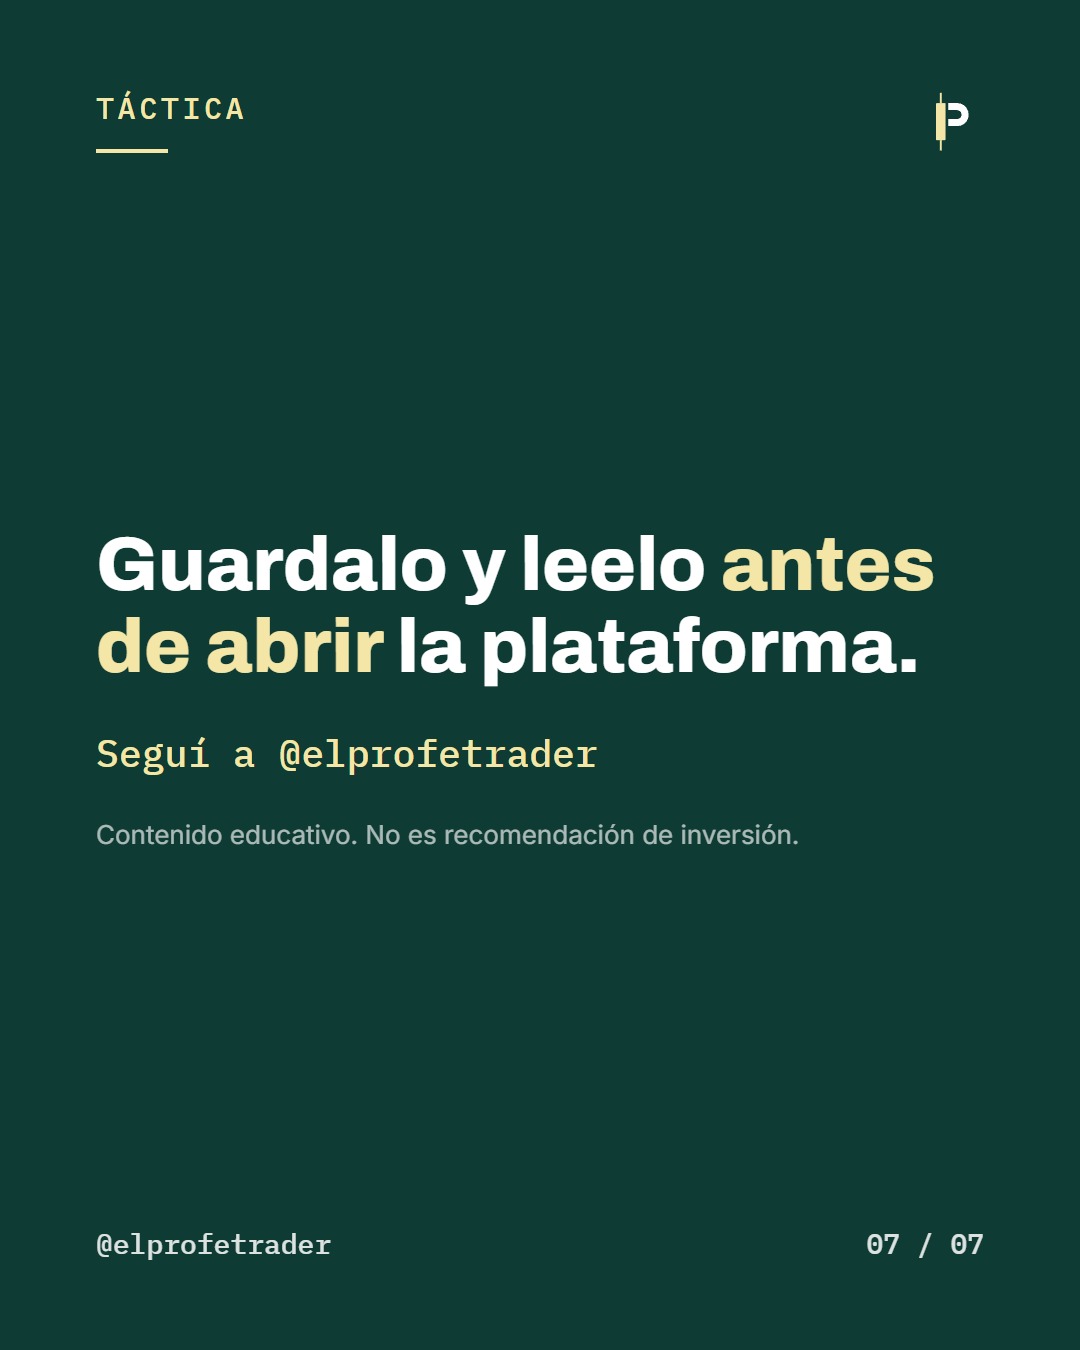 TÁCTICA
Guardalo y leelo antes
de abrir la plataforma.
Seguí a @elprofetrader
Contenido educativo. No es recomendación de inversión.
@elprofetrader
07 / 07